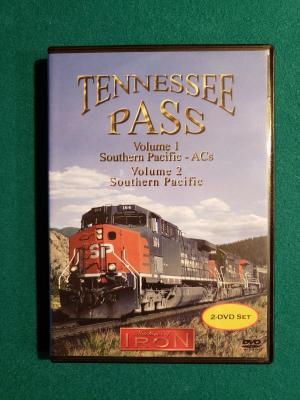 TENNESSEE
PASS
Volume 1
Southern Pacific - ACs
Volume 2
Southern Pacific
SP
IRON
2-DVD SET
DVD